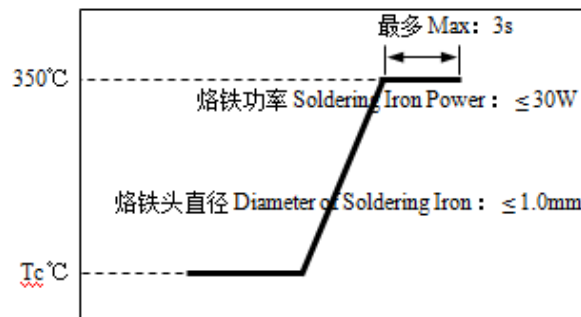 最多 Max：3s
350℃
烙铁功率 Soldering Iron Power：≤30W
烙铁头直径 Diameter of Soldering Iron：≤1.0mm
Tc℃